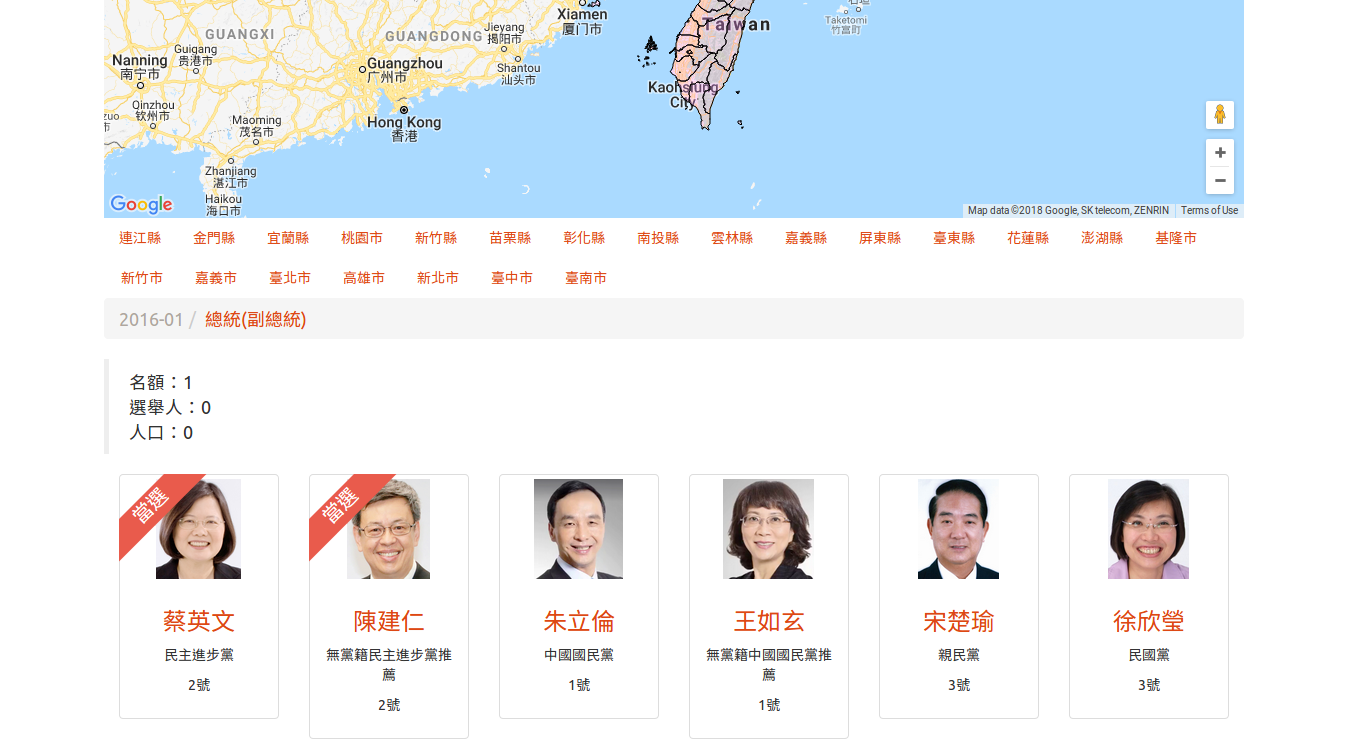 Taiwan
Xiamen
厦门市
Taketomi
竹富町
GUANGXI
GUANGDONG
Jieyang
揭阳市
Guigang
贵港市
Nanning
南宁市
Guangzhou
广州市
Shantou
汕头市
Kaohsiung
City
Qinzhou
钦州市
Maoming
茂名市
Hong Kong
香港
Zhanjiang
湛江市
Haikou
海口市
Google
Map data ©2018 Google, SK telecom, ZENRIN
Terms of Use
連江縣 金門縣 宜蘭縣 桃園市 新竹縣 苗栗縣 彰化縣 南投縣 雲林縣 嘉義縣 屏東縣 臺東縣 花蓮縣 澎湖縣 基隆市
新竹市 嘉義市 臺北市 高雄市 新北市 臺中市 臺南市
2016-01 / 總統(副總統)
名額：1
選舉人：0
人口：0
當選
蔡英文
民主進步黨
2號
當選
陳建仁
無黨籍民主進步黨推
薦
2號
朱立倫
中國國民黨
1號
王如玄
無黨籍中國國民黨推
薦
1號
宋楚瑜
親民黨
3號
徐欣瑩
民國黨
3號